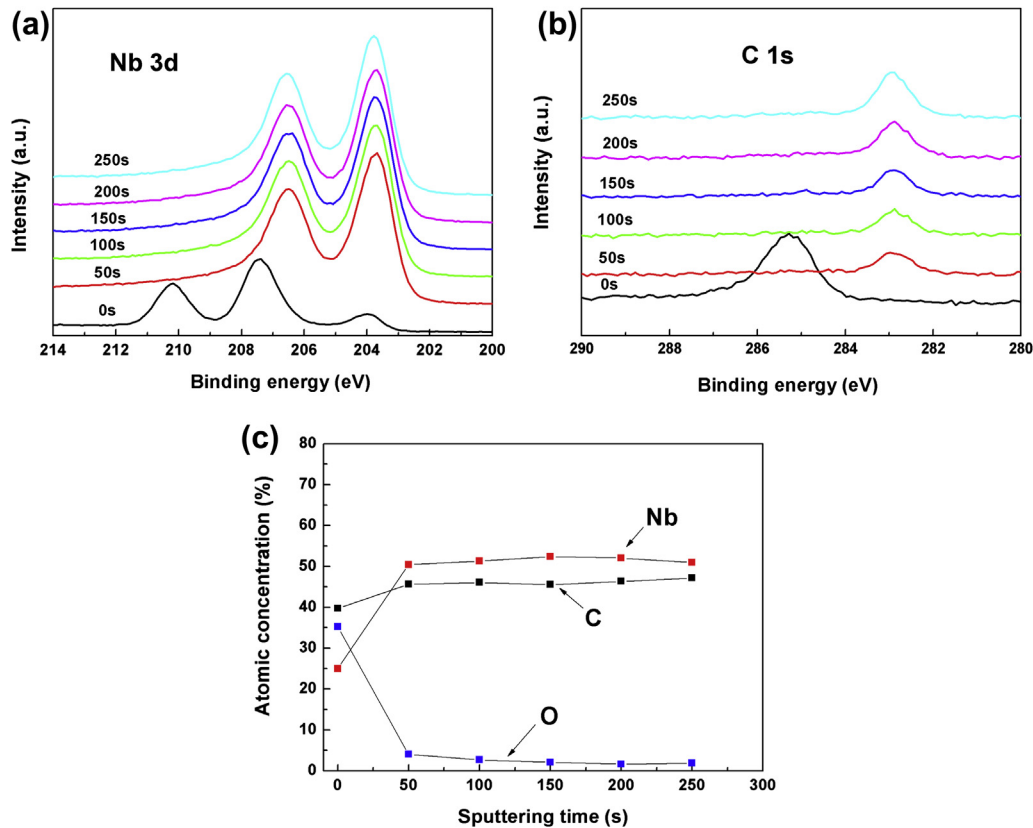 (a)
Nb 3d
250s
200s
150s
100s
50s
0s
Intensity (a.u.)
214 212 210 208 206 204 202 200
Binding energy (eV)
(b)
C 1s
250s
200s
150s
100s
50s
0s
Intensity (a.u.)
290 288 286 284 282 280
Binding energy (eV)
(c)
80
70
60
50
40
30
20
10
0
Atomic concentration (%)
Nb
C
O
0 50 100 150 200 250 300
Sputtering time (s)